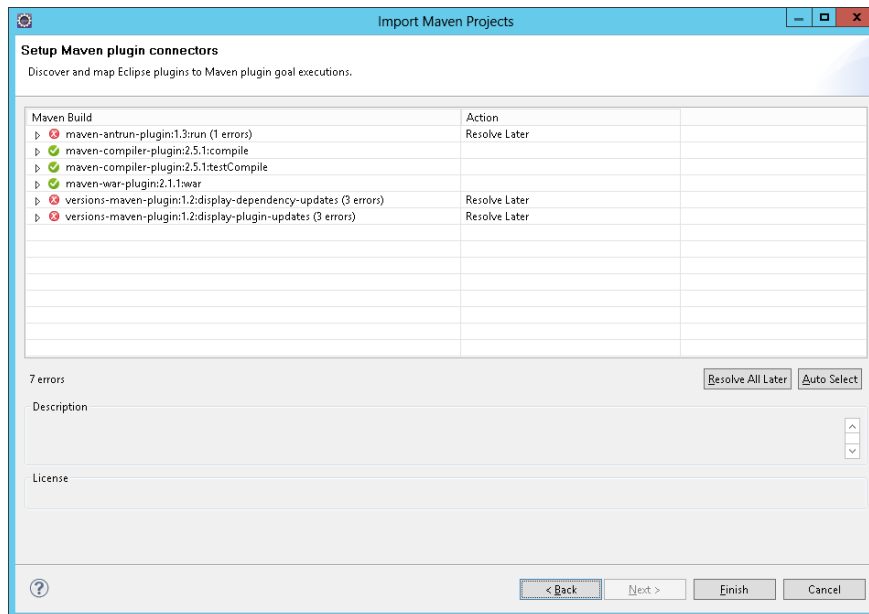 Import Maven Projects
Setup Maven plugin connectors
Discover and map Eclipse plugins to Maven plugin goal executions.
Maven Build Action
maven-antrun-plugin:1.3:run (1 errors) Resolve Later
maven-compiler-plugin:2.5.1:compile
maven-compiler-plugin:2.5.1:testCompile
maven-war-plugin:2.1.1:war
versions-maven-plugin:1.2:display-dependency-updates (3 errors) Resolve Later
versions-maven-plugin:1.2:display-plugin-updates (3 errors) Resolve Later
7 errors Resolve All Later Auto Select
Description
License
? < Back Next > Finish Cancel